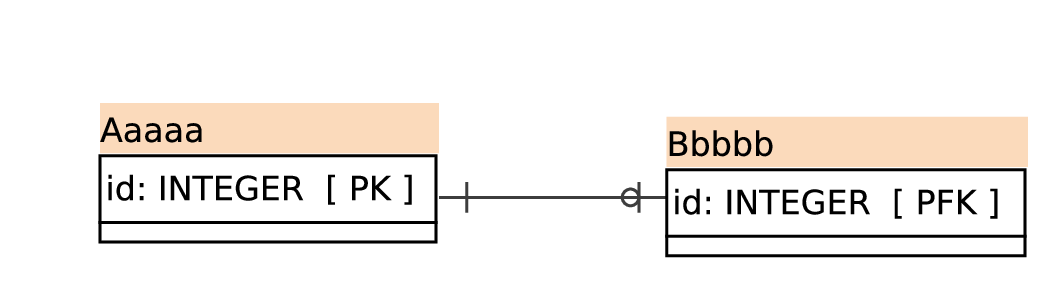 Aaaaa
id: INTEGER [ PK ]
Bbbbb
id: INTEGER [ PFK ]